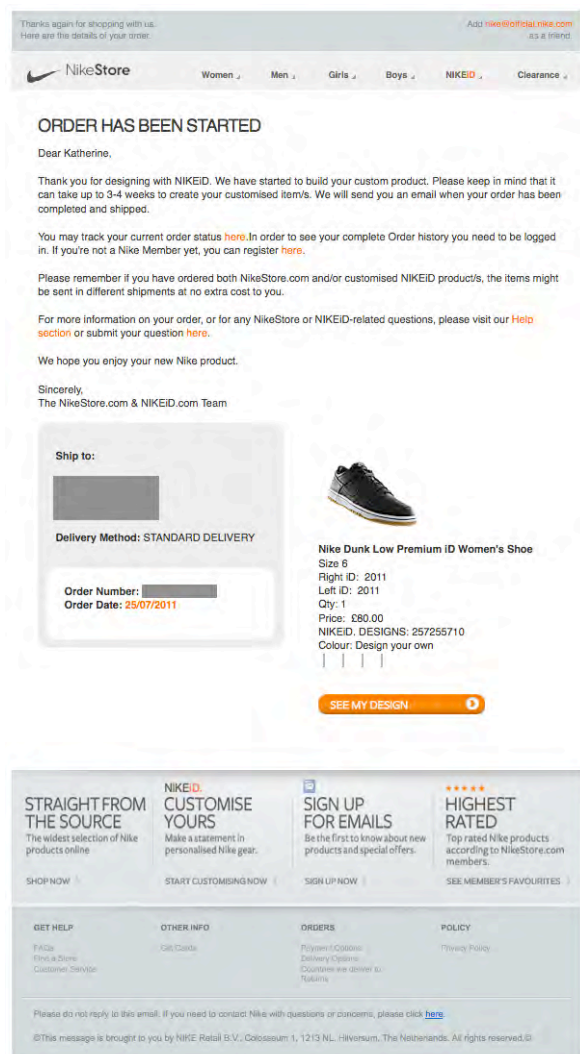 Thanks again for shopping with us.
Here are the details of your order.
Add nike@official.nike.com
as a friend.
NikeStore
Women
Men
Girls
Boys
NIKEiD
Clearance
ORDER HAS BEEN STARTED
Dear Katherine,
Thank you for designing with NIKEiD. We have started to build your custom product. Please keep in mind that it
can take up to 3-4 weeks to create your customised item/s. We will send you an email when your order has been
completed and shipped.
You may track your current order status here.In order to see your complete Order history you need to be logged
in. If you're not a Nike Member yet, you can register here.
Please remember if you have ordered both NikeStore.com and/or customised NIKEiD product/s, the items might
be sent in different shipments at no extra cost to you.
For more information on your order, or for any NikeStore or NIKEiD-related questions, please visit our Help
section or submit your question here.
We hope you enjoy your new Nike product.
Sincerely,
The NikeStore.com & NIKEiD.com Team
Ship to:
Delivery Method: STANDARD DELIVERY
Order Number:
Order Date: 25/07/2011
Nike Dunk Low Premium iD Women's Shoe
Size 6
Right iD: 2011
Left iD: 2011
Qty: 1
Price: £80.00
NIKEiD. DESIGNS: 257255710
Colour: Design your own
| | | |
SEE MY DESIGN
STRAIGHT FROM
THE SOURCE
The widest selection of Nike
products online
SHOP NOW
NIKEiD.
CUSTOMISE
YOURS
Make a statement in
personalised Nike gear.
START CUSTOMISING NOW
SIGN UP
FOR EMAILS
Be the first to know about new
products and special offers.
SIGN UP NOW
HIGHEST
RATED
Top rated Nike products
according to NikeStore.com
members.
SEE MEMBER'S FAVOURITES
GET HELP
FAQs
Find a Store
Customer Service
OTHER INFO
Gift Cards
ORDERS
Payment Options
Delivery Options
Countries we deliver to
Returns
POLICY
Privacy Policy
Please do not reply to this email. If you need to contact Nike with questions or concerns, please click here.
©This message is brought to you by NIKE Retail B.V., Colosseum 1, 1213 NL, Hilversum, The Netherlands. All rights reserved.©